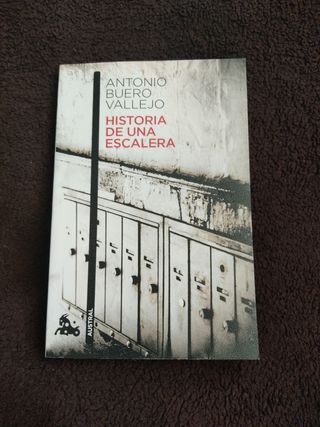 ANTONIO
BUERO
VALLEJO
HISTORIA
DE UNA
ESCALERA
AUSTRAL